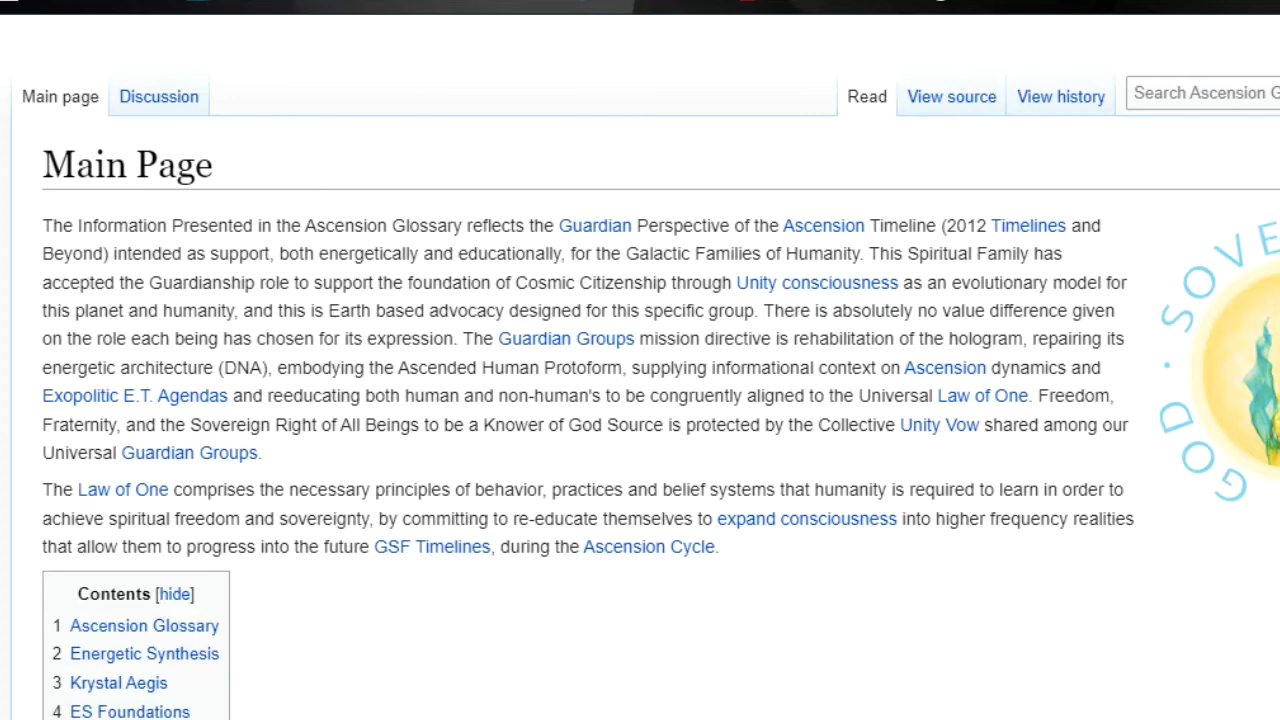 Main page Discussion Read View source View history Search Ascension G
Main Page
The Information Presented in the Ascension Glossary reflects the Guardian Perspective of the Ascension Timeline (2012 Timelines and
Beyond) intended as support, both energetically and educationally, for the Galactic Families of Humanity. This Spiritual Family has
accepted the Guardianship role to support the foundation of Cosmic Citizenship through Unity consciousness as an evolutionary model for
this planet and humanity, and this is Earth based advocacy designed for this specific group. There is absolutely no value difference given
on the role each being has chosen for its expression. The Guardian Groups mission directive is rehabilitation of the hologram, repairing its
energetic architecture (DNA), embodying the Ascended Human Protoform, supplying informational context on Ascension dynamics and
Exopolitic E.T. Agendas and reeducating both human and non-human's to be congruently aligned to the Universal Law of One. Freedom,
Fraternity, and the Sovereign Right of All Beings to be a Knower of God Source is protected by the Collective Unity Vow shared among our
Universal Guardian Groups.
The Law of One comprises the necessary principles of behavior, practices and belief systems that humanity is required to learn in order to
achieve spiritual freedom and sovereignty, by committing to re-educate themselves to expand consciousness into higher frequency realities
that allow them to progress into the future GSF Timelines, during the Ascension Cycle.
Contents [hide]
1 Ascension Glossary
2 Energetic Synthesis
3 Krystal Aegis
4 ES Foundations
GOD · SOVE